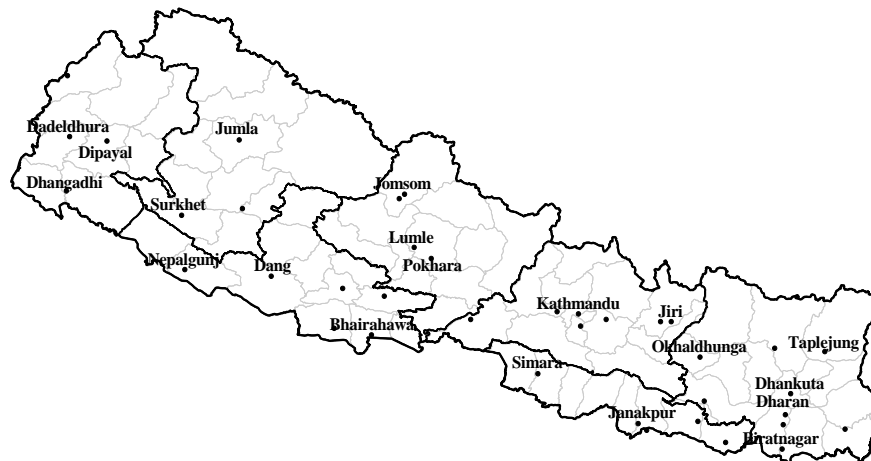 Dadeldhura
Jumla
Dipayal
Dhangadhi
Jomsom
Surkhet
Lumle
Nepalgunj
Dang
Pokhara
Kathmandu
Jiri
Bhairahawa
Okhaldhunga
Taplejung
Simara
Dhankuta
Dharan
Janakpur
Biratnagar